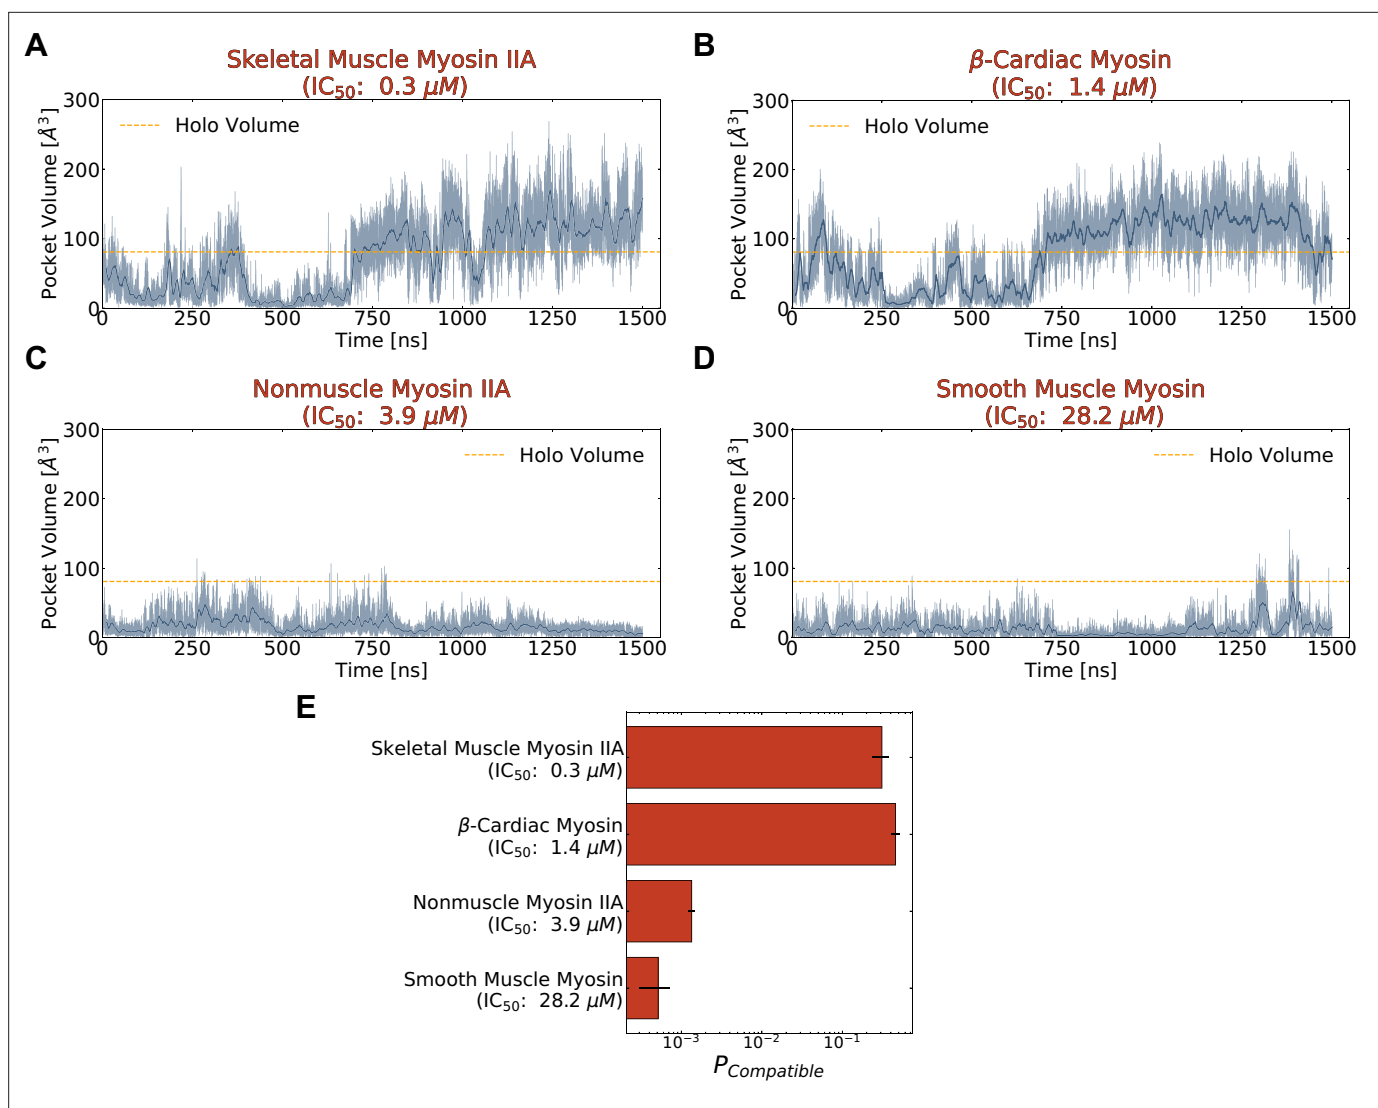 A
Skeletal Muscle Myosin IIA
(IC50: 0.3 μM)
Pocket Volume [Å3]
300
200
100
0
Holo Volume
0 250 500 750 1000 1250 1500
Time [ns]
B
β-Cardiac Myosin
(IC50: 1.4 μM)
Pocket Volume [Å3]
300
200
100
0
Holo Volume
0 250 500 750 1000 1250 1500
Time [ns]
C
Nonmuscle Myosin IIA
(IC50: 3.9 μM)
Pocket Volume [Å3]
300
200
100
0
Holo Volume
0 250 500 750 1000 1250 1500
Time [ns]
D
Smooth Muscle Myosin
(IC50: 28.2 μM)
Pocket Volume [Å3]
300
200
100
0
Holo Volume
0 250 500 750 1000 1250 1500
Time [ns]
E
Skeletal Muscle Myosin IIA
(IC50: 0.3 μM)
β-Cardiac Myosin
(IC50: 1.4 μM)
Nonmuscle Myosin IIA
(IC50: 3.9 μM)
Smooth Muscle Myosin
(IC50: 28.2 μM)
10−3 10−2 10−1
PCompatible